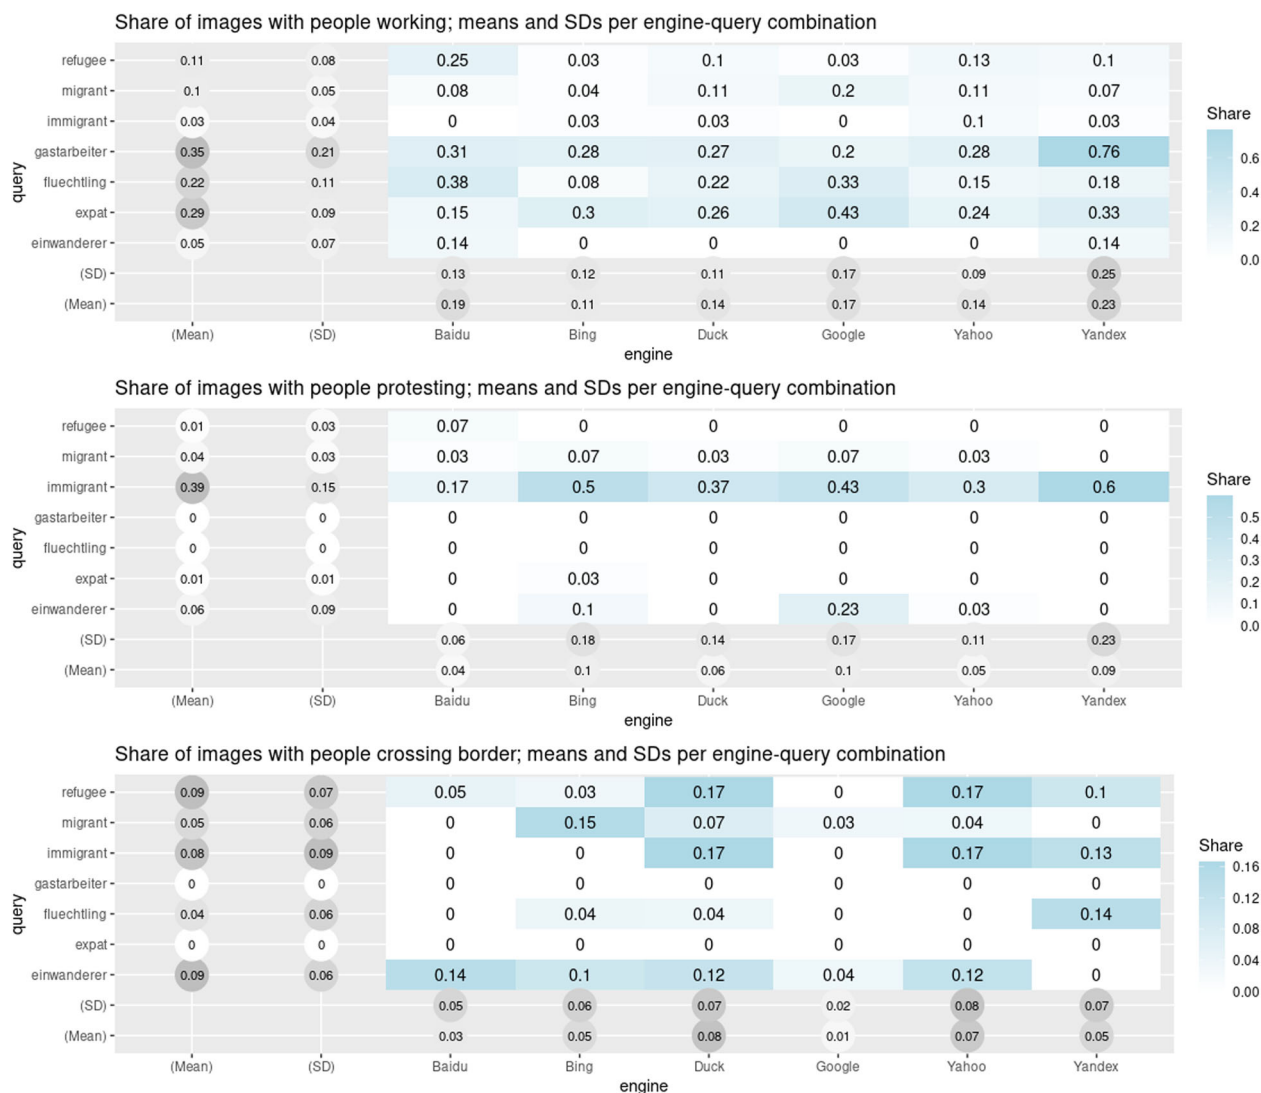 Share of images with people working; means and SDs per engine-query combination
refugee 0.11 0.08 0.25 0.03 0.1 0.03 0.13 0.1
migrant 0.1 0.05 0.08 0.04 0.11 0.2 0.11 0.07
immigrant 0.03 0.04 0 0.03 0.03 0 0.1 0.03
gastarbeiter 0.35 0.21 0.31 0.28 0.27 0.2 0.28 0.76
fluechtling 0.22 0.11 0.38 0.08 0.22 0.33 0.15 0.18
expat 0.29 0.09 0.15 0.3 0.26 0.43 0.24 0.33
einwanderer 0.05 0.07 0.14 0 0 0 0 0.14
(SD) 0.13 0.12 0.11 0.17 0.09 0.25
(Mean) 0.19 0.11 0.14 0.17 0.14 0.23
(Mean) (SD) Baidu Bing Duck Google Yahoo Yandex
engine
query
Share
0.6
0.4
0.2
0.0
Share of images with people protesting; means and SDs per engine-query combination
refugee 0.01 0.03 0.07 0 0 0 0 0
migrant 0.04 0.03 0.03 0.07 0.03 0.07 0.03 0
immigrant 0.39 0.15 0.17 0.5 0.37 0.43 0.3 0.6
gastarbeiter 0 0 0 0 0 0 0 0
fluechtling 0 0 0 0 0 0 0 0
expat 0.01 0.01 0 0.03 0 0 0 0
einwanderer 0.06 0.09 0 0.1 0 0.23 0.03 0
(SD) 0.06 0.18 0.14 0.17 0.11 0.23
(Mean) 0.04 0.1 0.06 0.1 0.05 0.09
(Mean) (SD) Baidu Bing Duck Google Yahoo Yandex
engine
query
Share
0.5
0.4
0.3
0.2
0.1
0.0
Share of images with people crossing border; means and SDs per engine-query combination
refugee 0.09 0.07 0.05 0.03 0.17 0 0.17 0.1
migrant 0.05 0.06 0 0.15 0.07 0.03 0.04 0
immigrant 0.08 0.09 0 0 0.17 0 0.17 0.13
gastarbeiter 0 0 0 0 0 0 0 0
fluechtling 0.04 0.06 0 0.04 0.04 0 0 0.14
expat 0 0 0 0 0 0 0 0
einwanderer 0.09 0.06 0.14 0.1 0.12 0.04 0.12 0
(SD) 0.05 0.06 0.07 0.02 0.08 0.07
(Mean) 0.03 0.05 0.08 0.01 0.07 0.05
(Mean) (SD) Baidu Bing Duck Google Yahoo Yandex
engine
query
Share
0.16
0.12
0.08
0.04
0.00